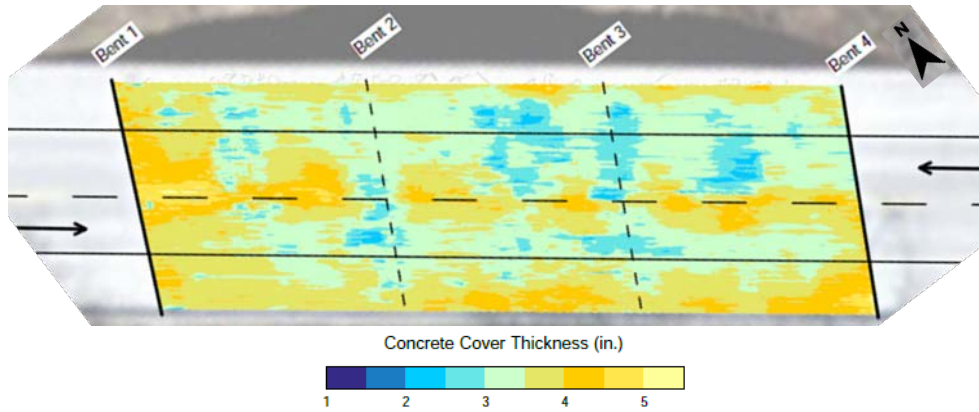 Bent 1
Bent 2
Bent 3
Bent 4
N
Concrete Cover Thickness (in.)
1 2 3 4 5